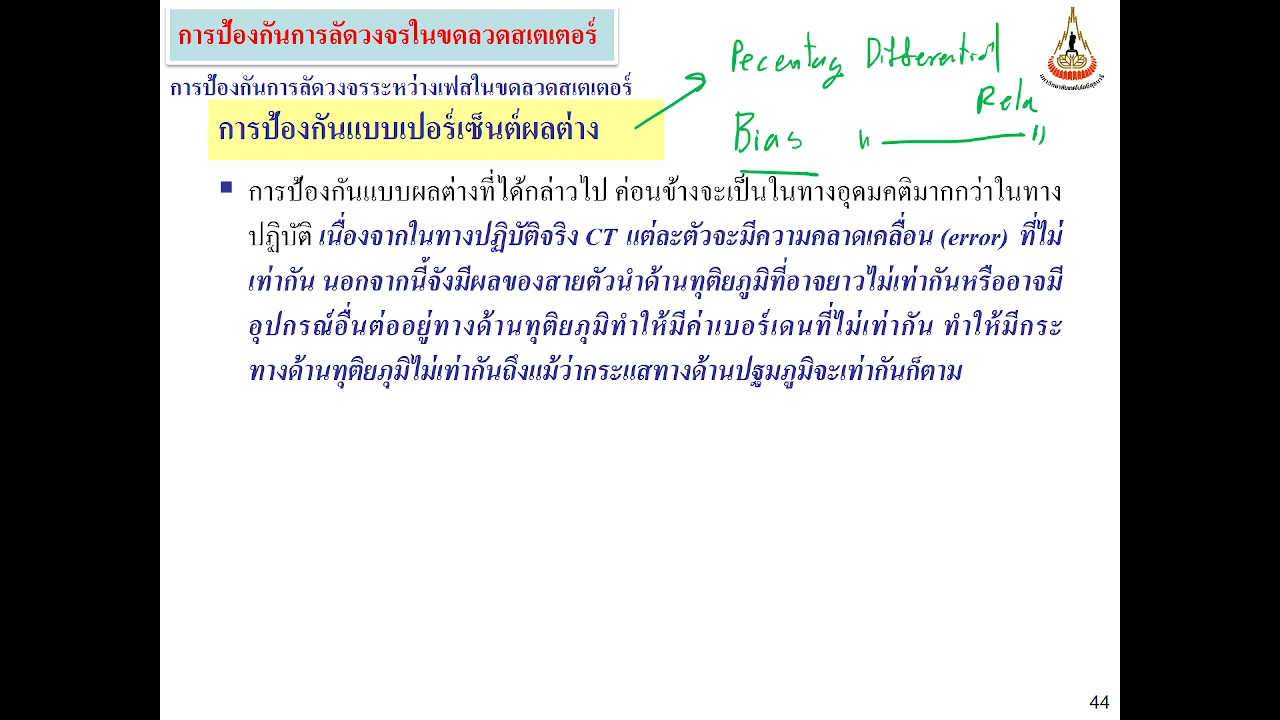 การป้องกันการลัดวงจรในขดลวดสเตเตอร์
การป้องกันการลัดวงจรระหว่างเฟสในขดลวดสเตเตอร์
การป้องกันแบบเปอร์เซ็นต์ผลต่าง
Pecentag Differential
Rela
Bias " ——— "
การป้องกันแบบผลต่างที่ได้กล่าวไป ค่อนข้างจะเป็นในทางอุดมคติมากกว่าในทาง
ปฏิบัติ เนื่องจากในทางปฏิบัติจริง CT แต่ละตัวจะมีความคลาดเคลื่อน (error) ที่ไม่
เท่ากัน นอกจากนี้จังมีผลของสายตัวนำด้านทุติยภูมิที่อาจยาวไม่เท่ากันหรืออาจมี
อุปกรณ์อื่นต่ออยู่ทางด้านทุติยภุมิทำให้มีค่าเบอร์เดนที่ไม่เท่ากัน ทำให้มีกระ
ทางด้านทุติยภุมิไม่เท่ากันถึงแม้ว่ากระแสทางด้านปฐมภูมิจะเท่ากันก็ตาม
44